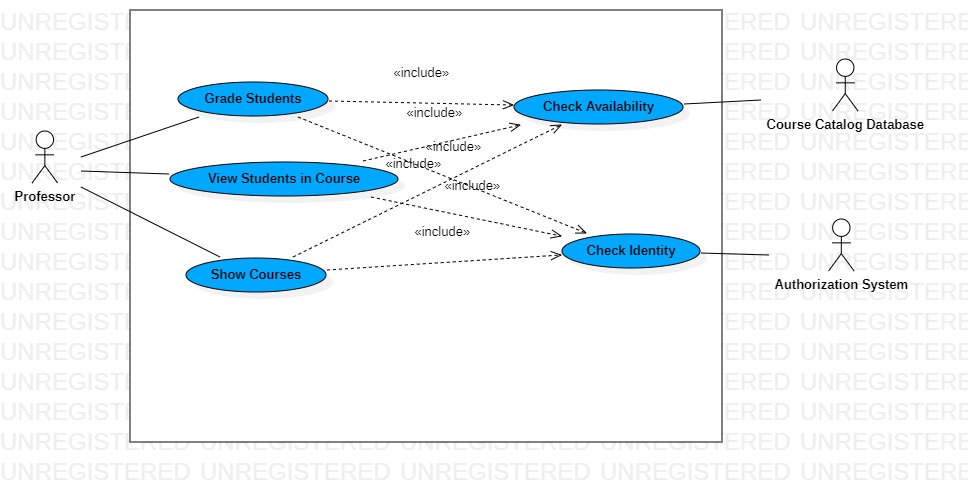 UNREGISTERED UNREGISTERED UNREGISTERED UNREGISTERED UNREGISTERED
«include»
Grade Students
Check Availability
«include»
Course Catalog Database
«include»
«include»
View Students in Course
«include»
Professor
«include»
Check Identity
Show Courses
Authorization System